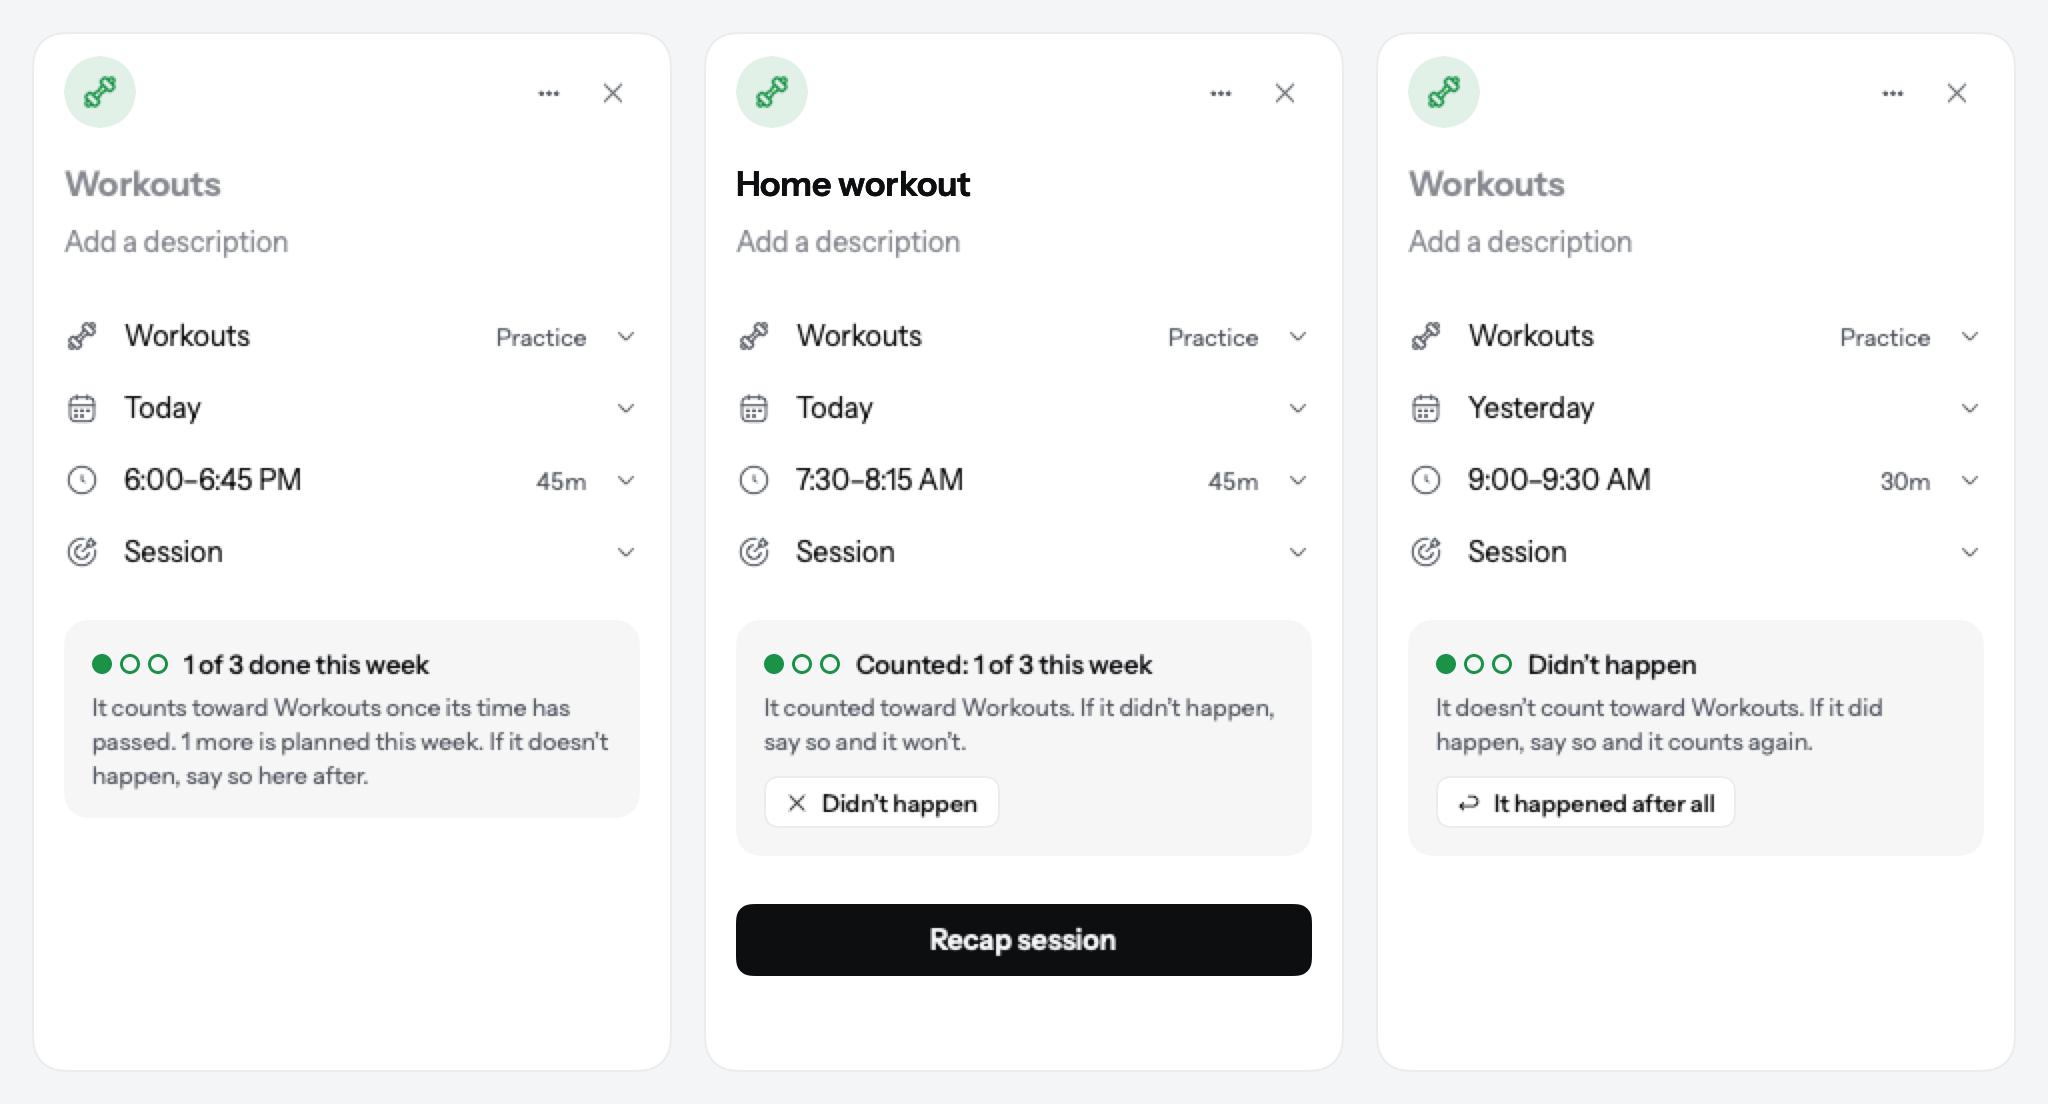 Workouts
Add a description
Workouts Practice
Today
6:00–6:45 PM 45m
Session
1 of 3 done this week
It counts toward Workouts once its time has
passed. 1 more is planned this week. If it doesn’t
happen, say so here after.
Home workout
Add a description
Workouts Practice
Today
7:30–8:15 AM 45m
Session
Counted: 1 of 3 this week
It counted toward Workouts. If it didn’t happen,
say so and it won’t.
Didn’t happen
Recap session
Workouts
Add a description
Workouts Practice
Yesterday
9:00–9:30 AM 30m
Session
Didn’t happen
It doesn’t count toward Workouts. If it did
happen, say so and it counts again.
It happened after all